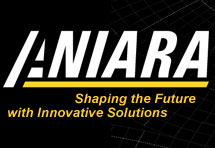 ANIARA
Shaping the Future
with Innovative Solutions